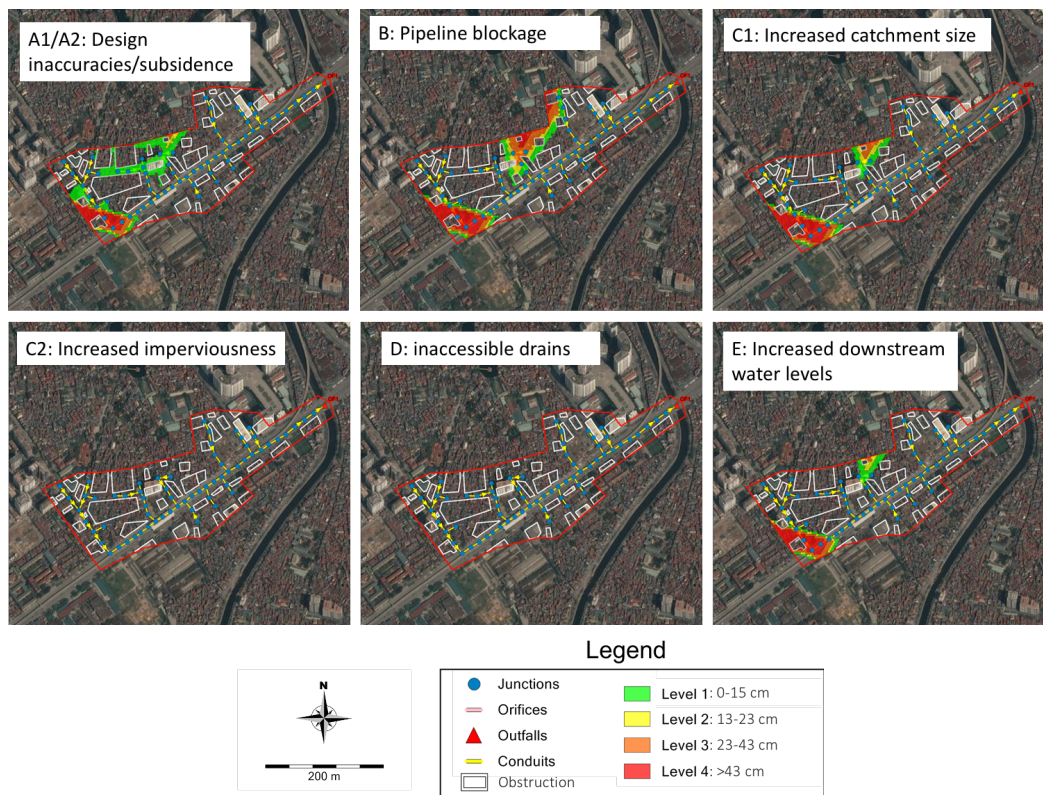 A1/A2: Design
inaccuracies/subsidence
B: Pipeline blockage
C1: Increased catchment size
C2: Increased imperviousness
D: inaccessible drains
E: Increased downstream
water levels
Legend
N
200 m
Junctions
Orifices
Outfalls
Conduits
Obstruction
Level 1: 0-15 cm
Level 2: 13-23 cm
Level 3: 23-43 cm
Level 4: >43 cm